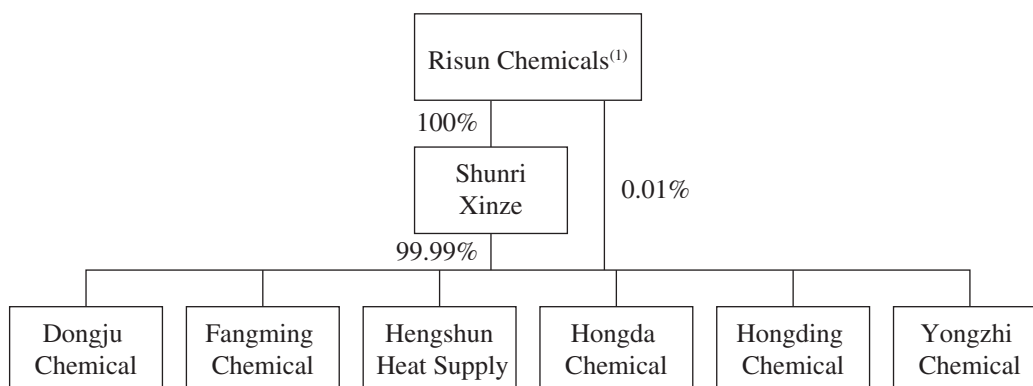 Risun Chemicals(1)
100%
Shunri
Xinze
0.01%
99.99%
Dongju
Chemical
Fangming
Chemical
Hengshun
Heat Supply
Hongda
Chemical
Hongding
Chemical
Yongzhi
Chemical